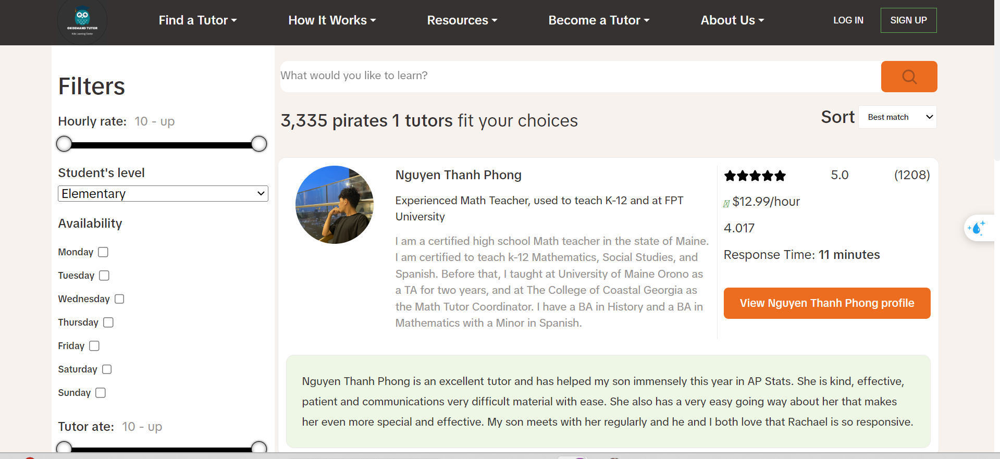 ON DEMAND TUTOR
Kids Learning Center
Find a Tutor
How It Works
Resources
Become a Tutor
About Us
LOG IN
SIGN UP
Filters
Hourly rate: 10 - up
Student's level
Elementary
Availability
Monday
Tuesday
Wednesday
Thursday
Friday
Saturday
Sunday
Tutor ate: 10 - up
What would you like to learn?
3,335 pirates 1 tutors fit your choices
Sort Best match
Nguyen Thanh Phong
Experienced Math Teacher, used to teach K-12 and at FPT
University
I am a certified high school Math teacher in the state of Maine.
I am certified to teach k-12 Mathematics, Social Studies, and
Spanish. Before that, I taught at University of Maine Orono as
a TA for two years, and at The College of Coastal Georgia as
the Math Tutor Coordinator. I have a BA in History and a BA in
Mathematics with a Minor in Spanish.
5.0 (1208)
$12.99/hour
4.017
Response Time: 11 minutes
View Nguyen Thanh Phong profile
Nguyen Thanh Phong is an excellent tutor and has helped my son immensely this year in AP Stats. She is kind, effective,
patient and communications very difficult material with ease. She also has a very easy going way about her that makes
her even more special and effective. My son meets with her regularly and he and I both love that Rachael is so responsive.